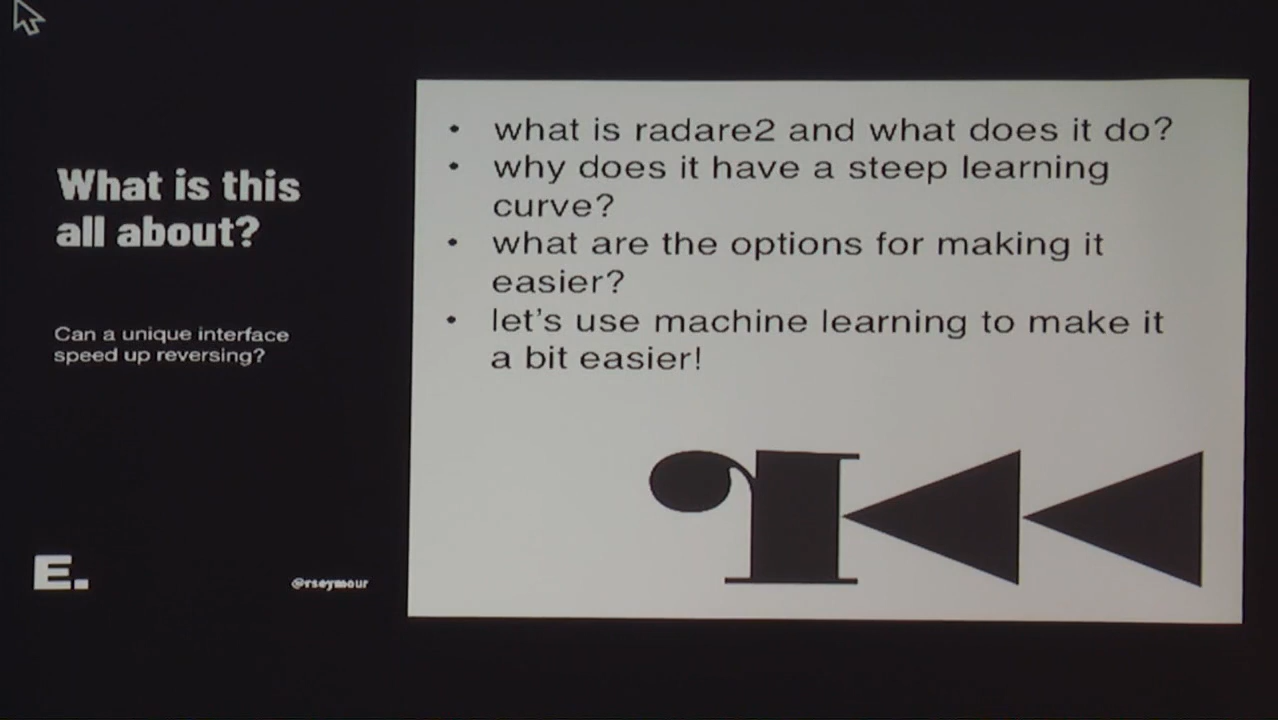 What is this
all about?
Can a unique interface
speed up reversing?
E.
@rseymour
• what is radare2 and what does it do?
• why does it have a steep learning
curve?
• what are the options for making it
easier?
• let's use machine learning to make it
a bit easier!